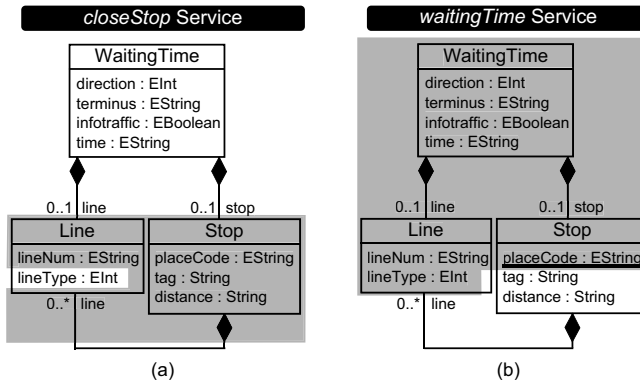 closeStop Service
WaitingTime
direction : EInt
terminus : EString
infotraffic : EBoolean
time : EString
0..1 line
0..1 stop
Line
lineNum : EString
lineType : EInt
Stop
placeCode : EString
tag : String
distance : String
0..* line
(a)
waitingTime Service
WaitingTime
direction : EInt
terminus : EString
infotraffic : EBoolean
time : EString
0..1 line
0..1 stop
Line
lineNum : EString
lineType : EInt
Stop
placeCode : EString
tag : String
distance : String
0..* line
(b)